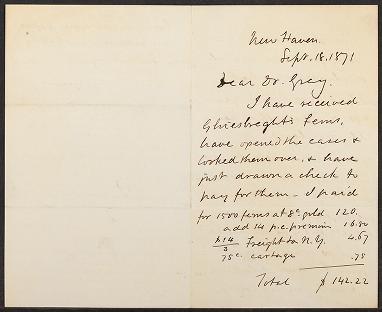 New Haven.
Sept. 18. 1871
Dear Dr. Gray.
I have received
Ghiesbreght's ferns,
have opened the cases &
looked them over, & have
just drawn a check to
pay for them - I paid
for 1500 ferns at 8c. gold 120.
add 14 p.c. premium 16.80
$14/3 Freight to N.Y. 4.67
75c. cartage .75
Total $142.22